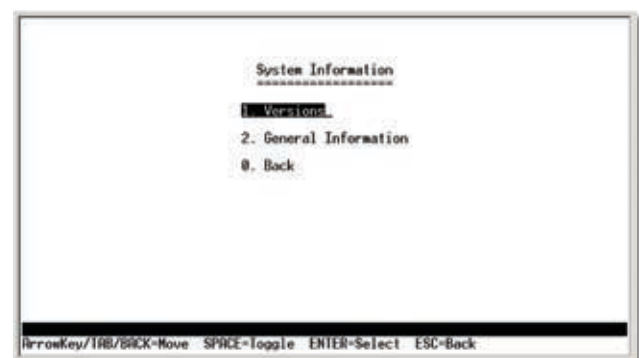 System Information
===================
1. Versions
2. General Information
0. Back
ArrowKey/TAB/BACK=Move SPACE=Toggle ENTER=Select ESC=Back